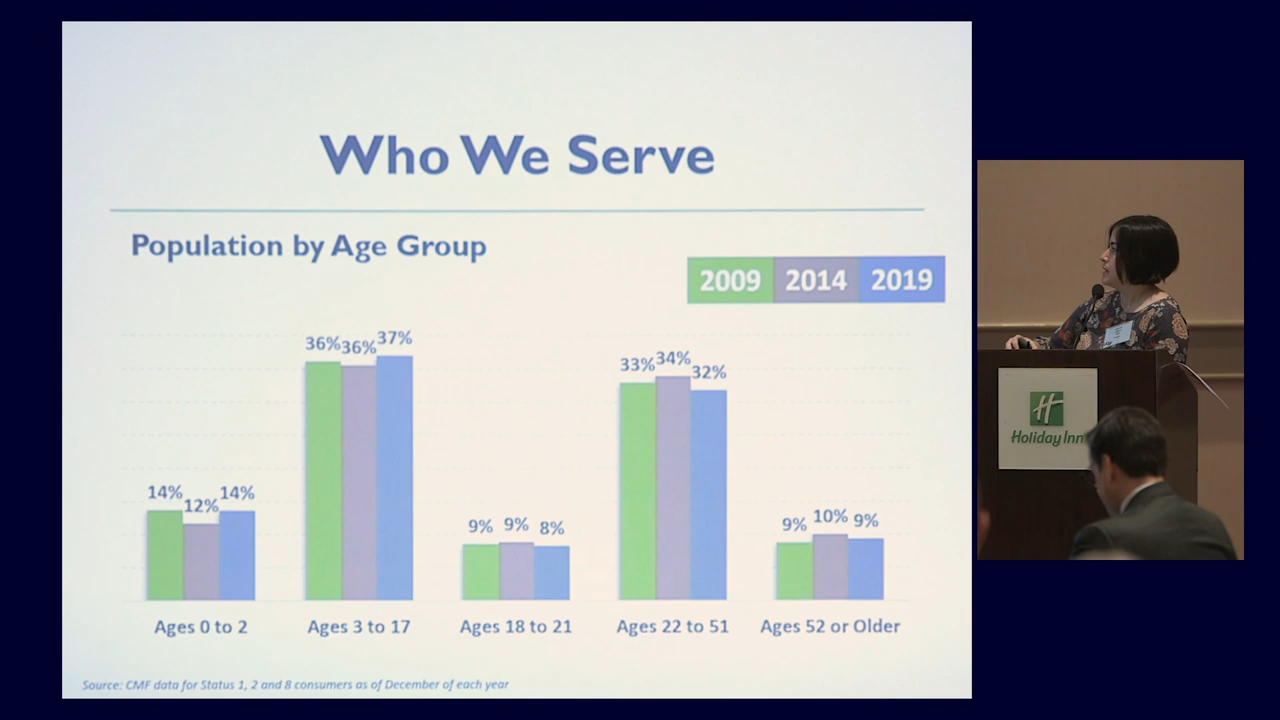 Who We Serve
Population by Age Group
2009 2014 2019
36% 36% 37%
33% 34% 32%
14% 12% 14%
9% 9% 8%
9% 10% 9%
Ages 0 to 2 Ages 3 to 17 Ages 18 to 21 Ages 22 to 51 Ages 52 or Older
Source: CMF data for Status 1, 2 and 8 consumers as of December of each year
H
Holiday Inn